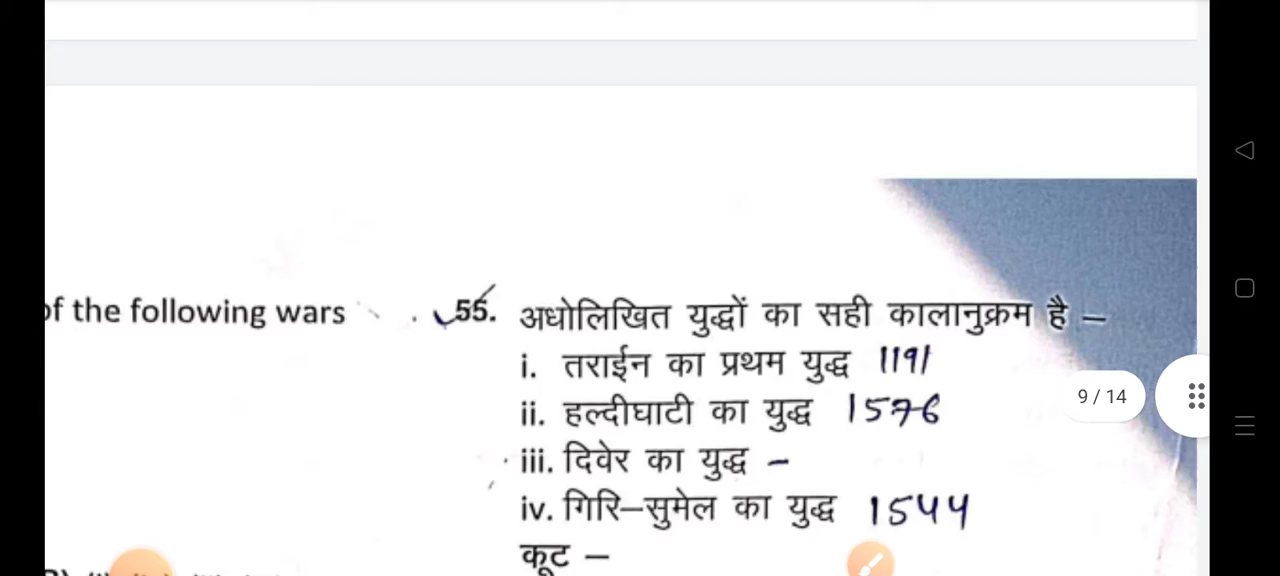 of the following wars
55. अधोलिखित युद्धों का सही कालानुक्रम है –
i. तराईन का प्रथम युद्ध 1191
ii. हल्दीघाटी का युद्ध 1576
iii. दिवेर का युद्ध –
iv. गिरि–सुमेल का युद्ध 1544
9 / 14
कूट –